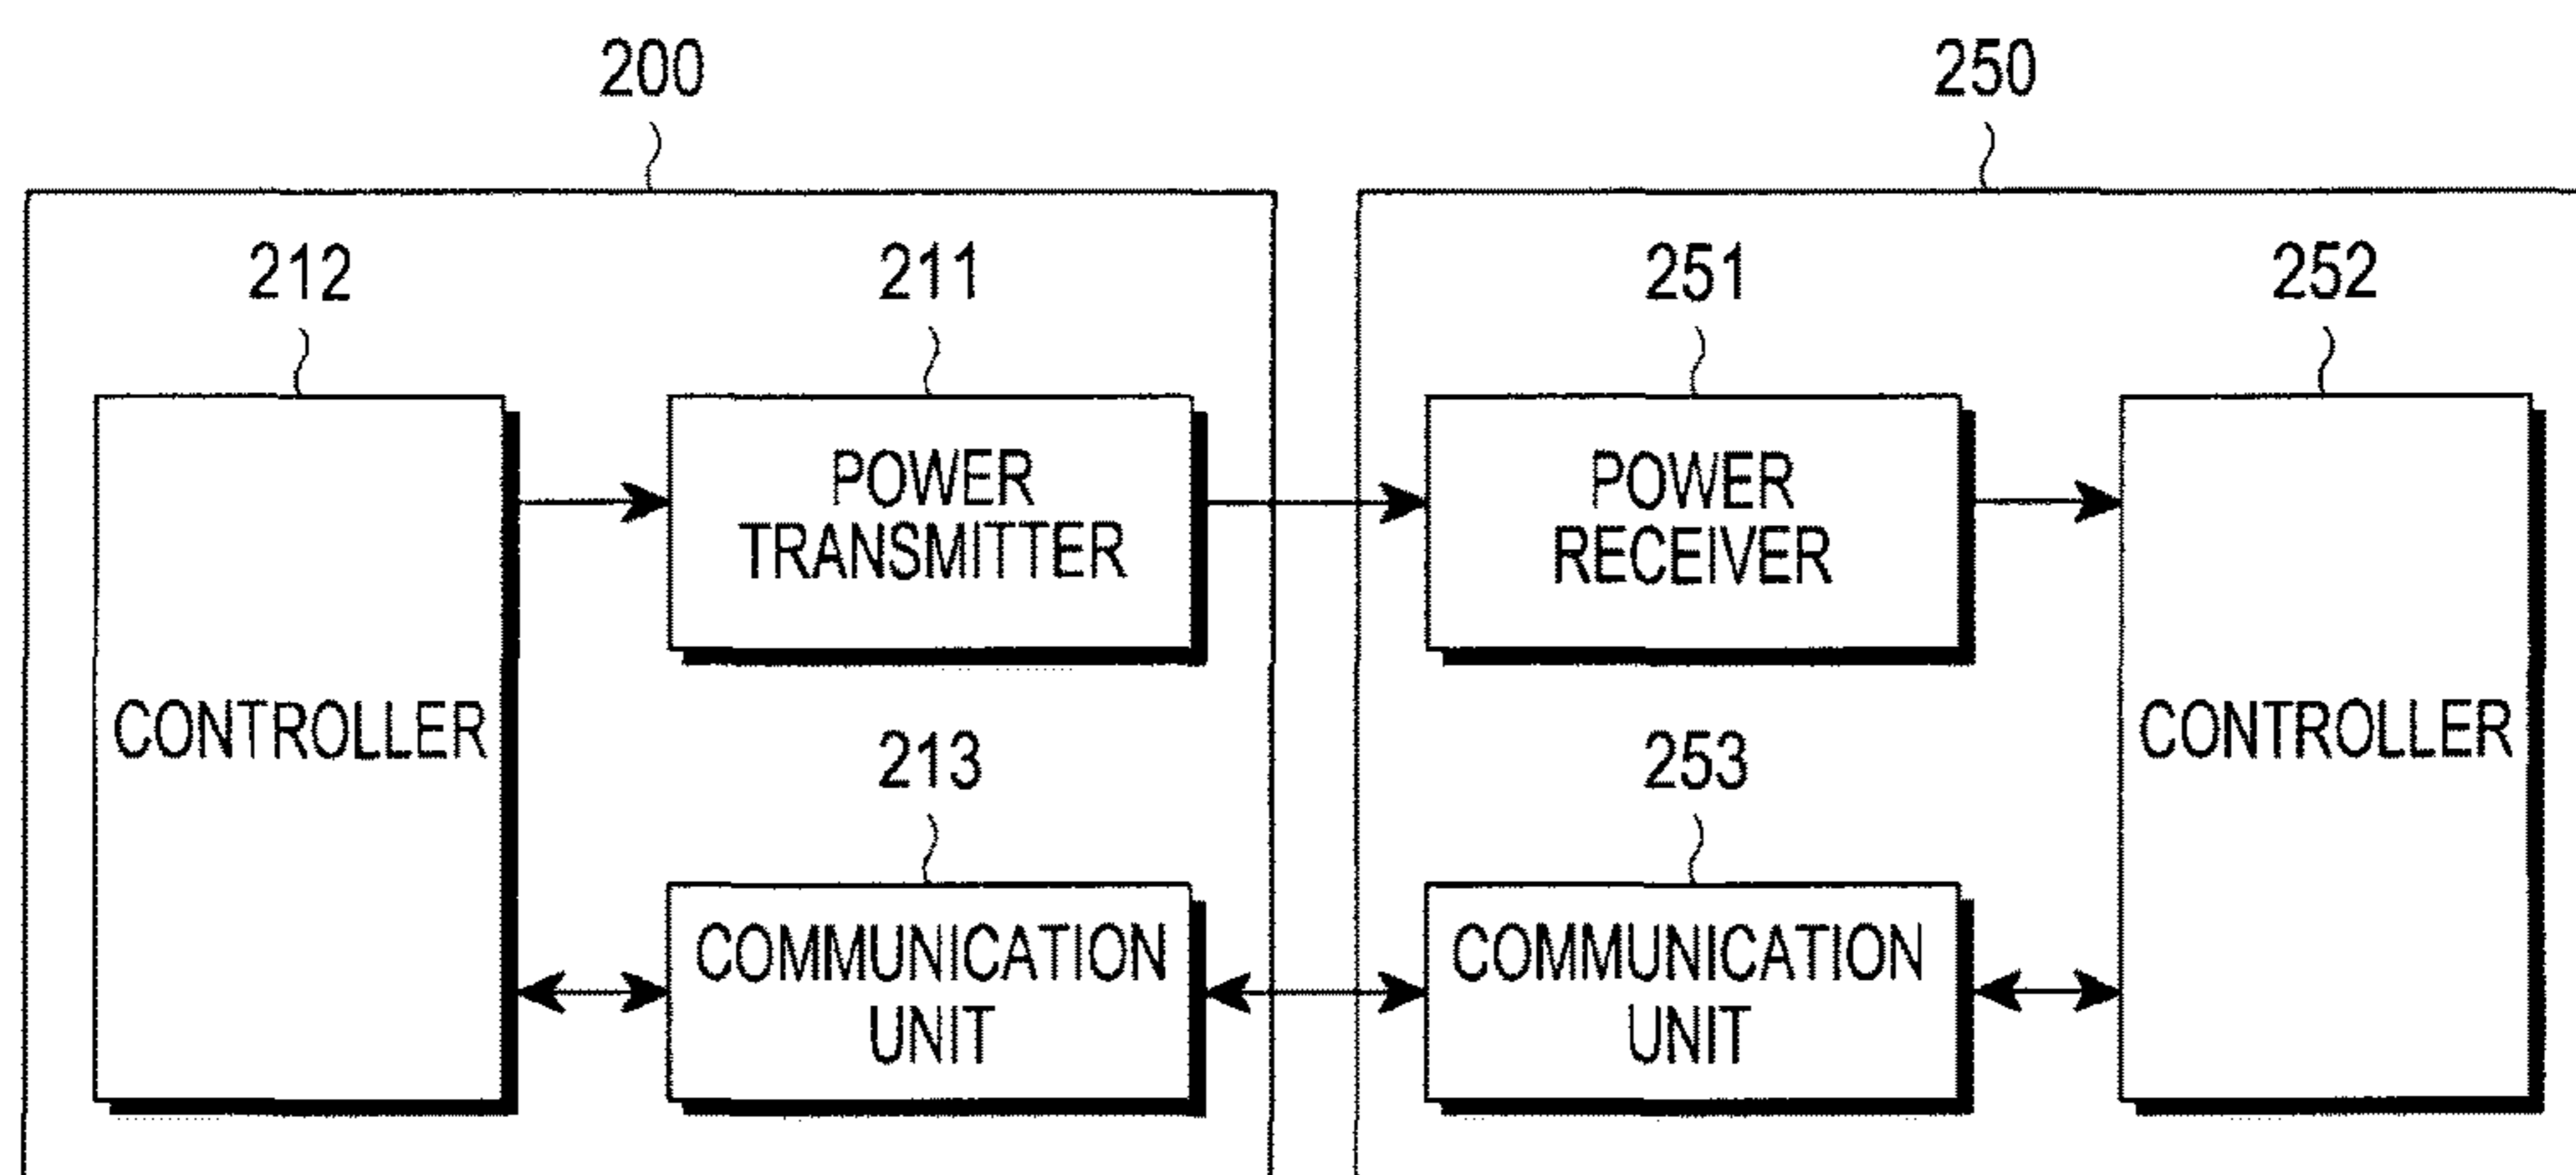 200
250
212
211
251
252
POWER
TRANSMITTER
POWER
RECEIVER
CONTROLLER
CONTROLLER
213
253
COMMUNICATION
UNIT
COMMUNICATION
UNIT